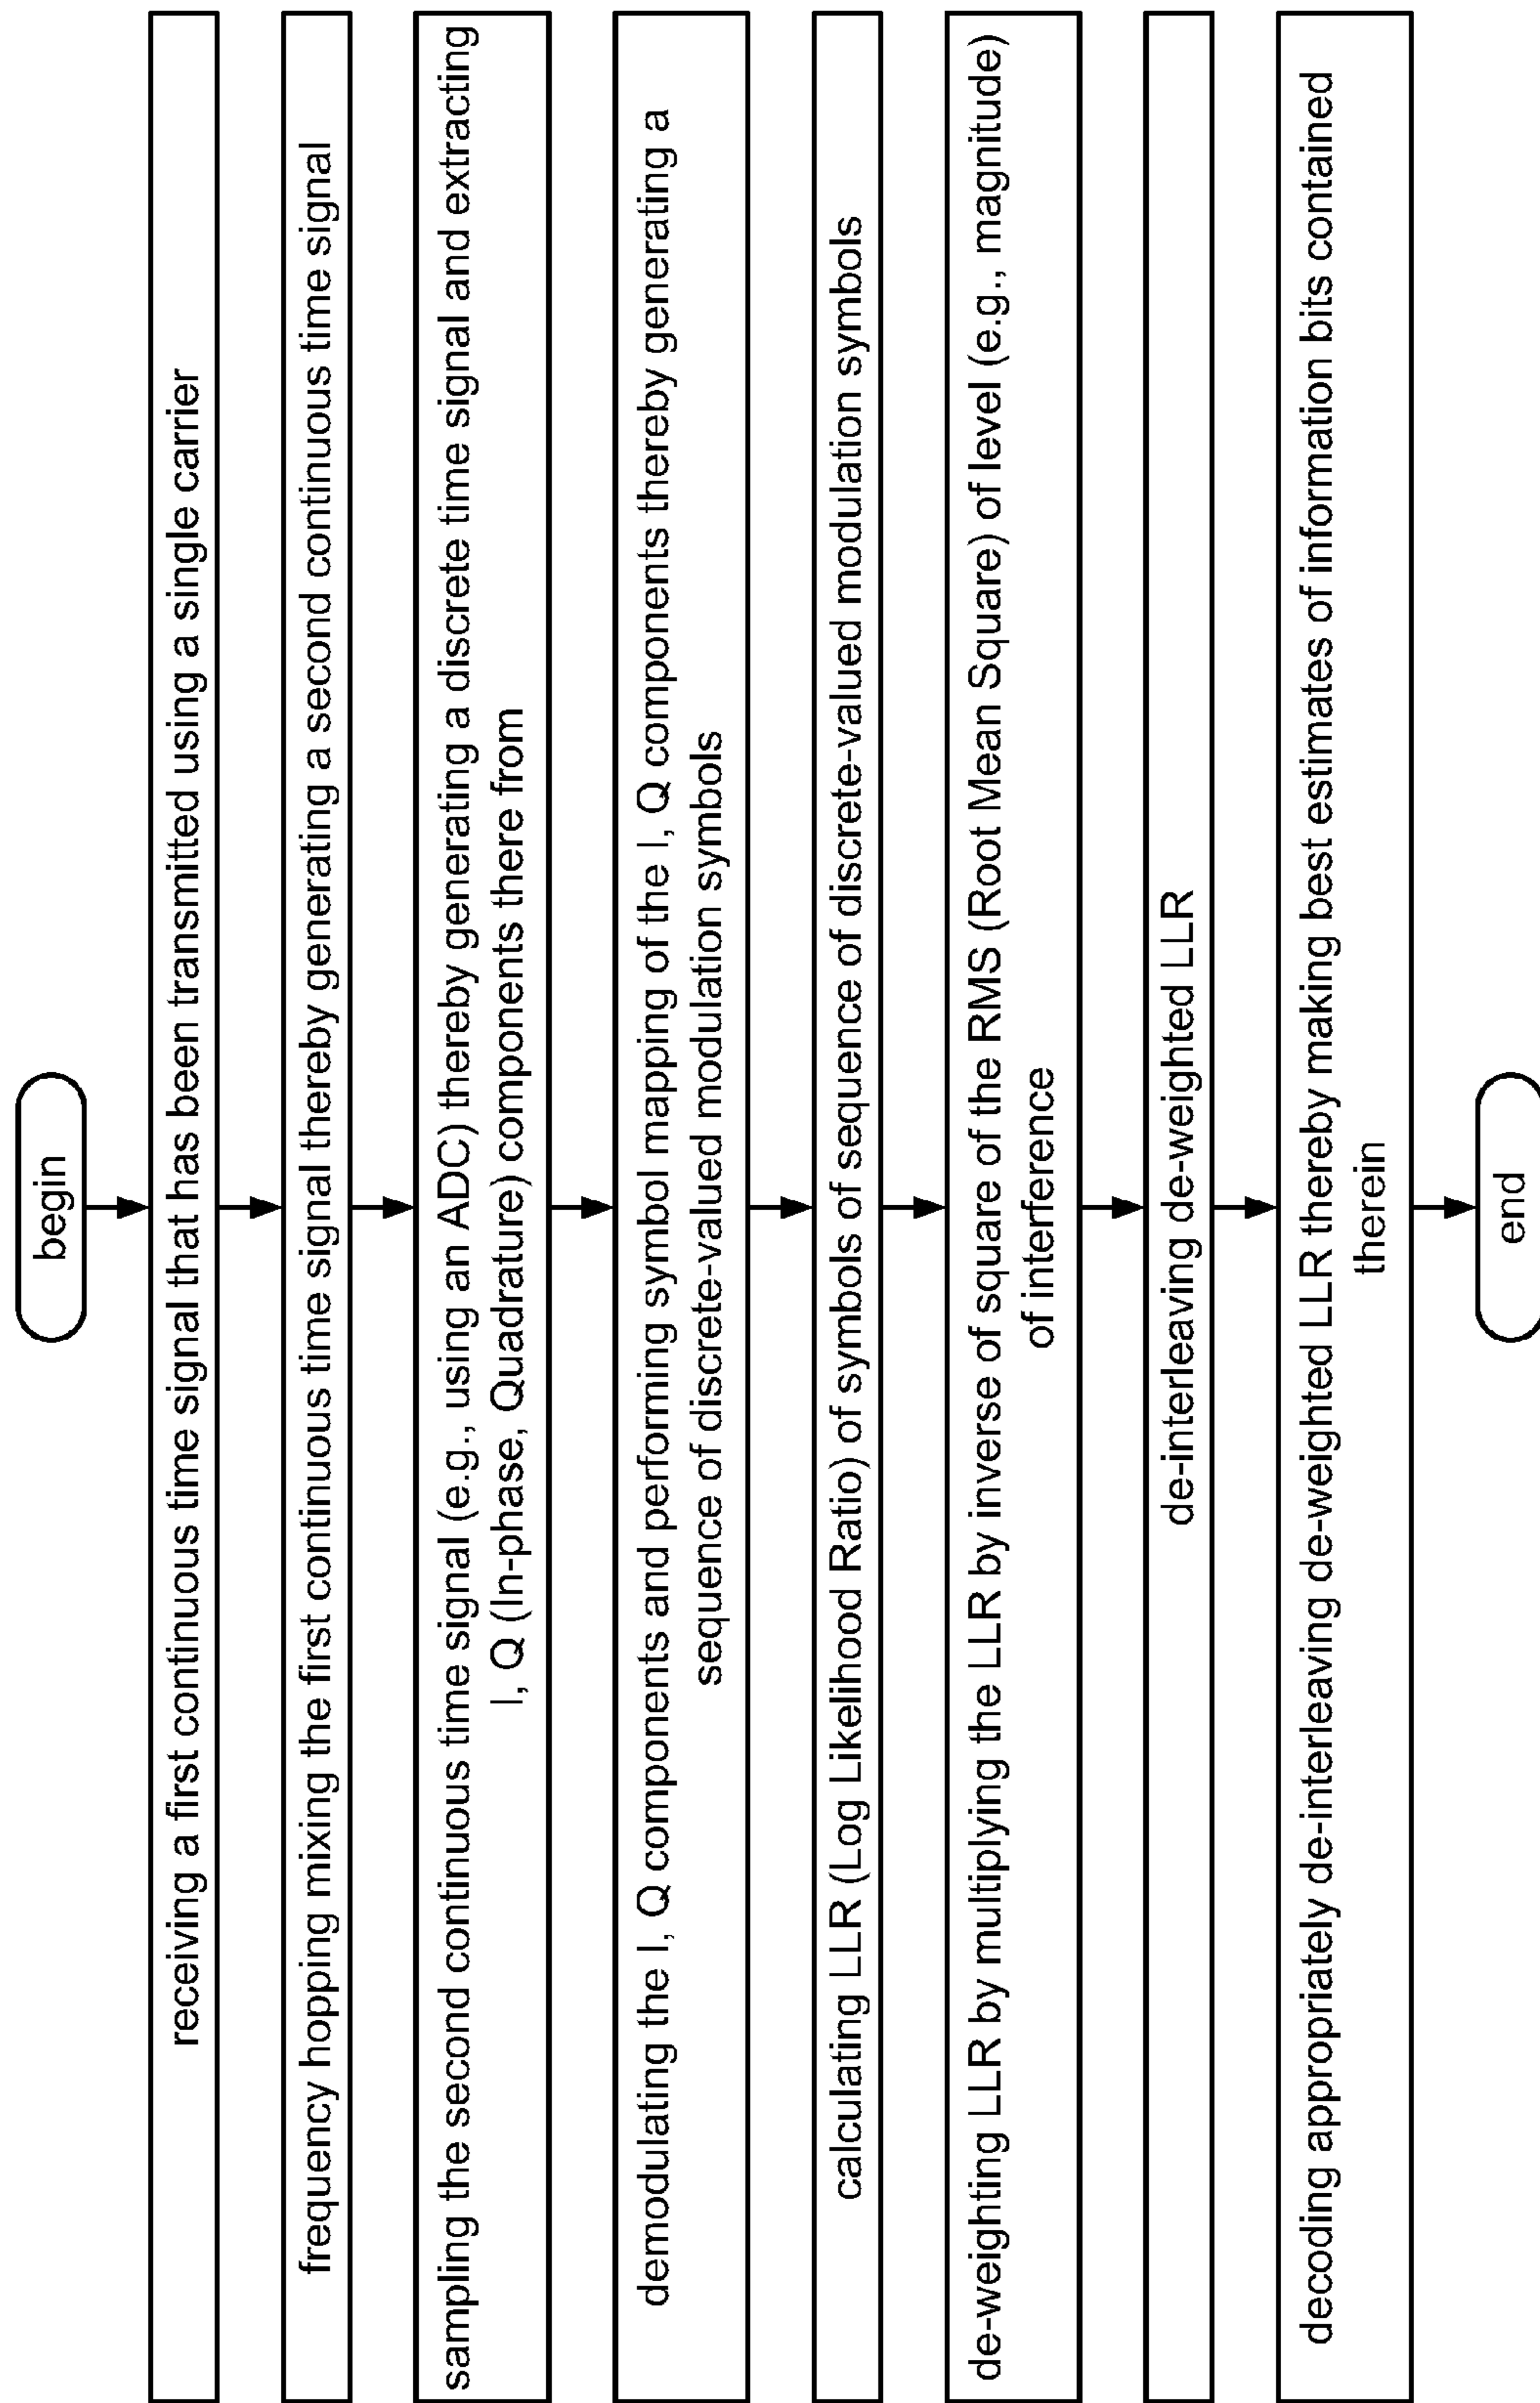 begin
receiving a first continuous time signal that has been transmitted using a single carrier
frequency hopping mixing the first continuous time signal thereby generating a second continuous time signal
sampling the second continuous time signal (e.g., using an ADC) thereby generating a discrete time signal and extracting
I, Q (In-phase, Quadrature) components there from
demodulating the I, Q components and performing symbol mapping of the I, Q components thereby generating a
sequence of discrete-valued modulation symbols
calculating LLR (Log Likelihood Ratio) of symbols of sequence of discrete-valued modulation symbols
de-weighting LLR by multiplying the LLR by inverse of square of the RMS (Root Mean Square) of level (e.g., magnitude)
of interference
de-interleaving de-weighted LLR
decoding appropriately de-interleaving de-weighted LLR thereby making best estimates of information bits contained
therein
end